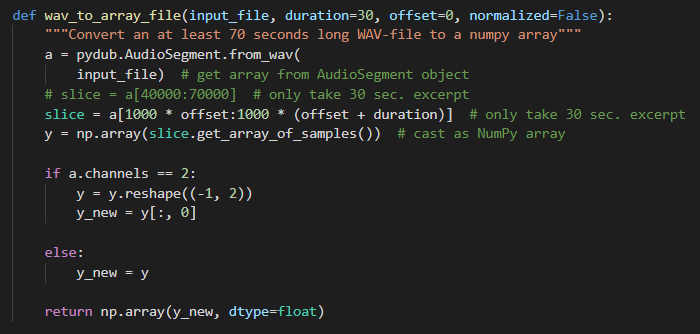 def wav_to_array_file(input_file, duration=30, offset=0, normalized=False):
    """Convert an at least 70 seconds long WAV-file to a numpy array"""
    a = pydub.AudioSegment.from_wav(
        input_file)  # get array from AudioSegment object
    # slice = a[40000:70000]  # only take 30 sec. excerpt
    slice = a[1000 * offset:1000 * (offset + duration)]  # only take 30 sec. excerpt
    y = np.array(slice.get_array_of_samples())  # cast as NumPy array

    if a.channels == 2:
        y = y.reshape((-1, 2))
        y_new = y[:, 0]

    else:
        y_new = y

    return np.array(y_new, dtype=float)